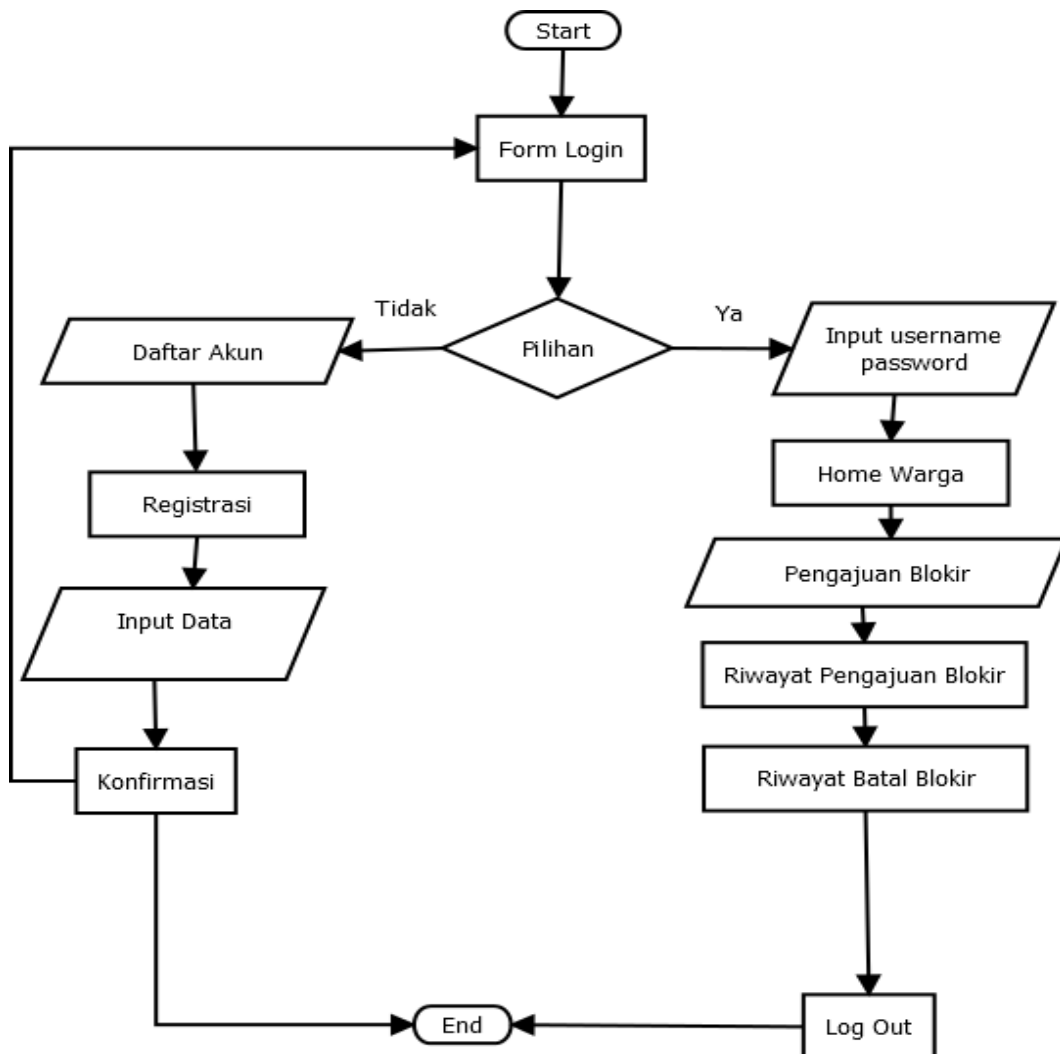 Start
Form Login
Tidak
Ya
Pilihan
Daftar Akun
Input username
password
Registrasi
Home Warga
Input Data
Pengajuan Blokir
Riwayat Pengajuan Blokir
Konfirmasi
Riwayat Batal Blokir
End
Log Out